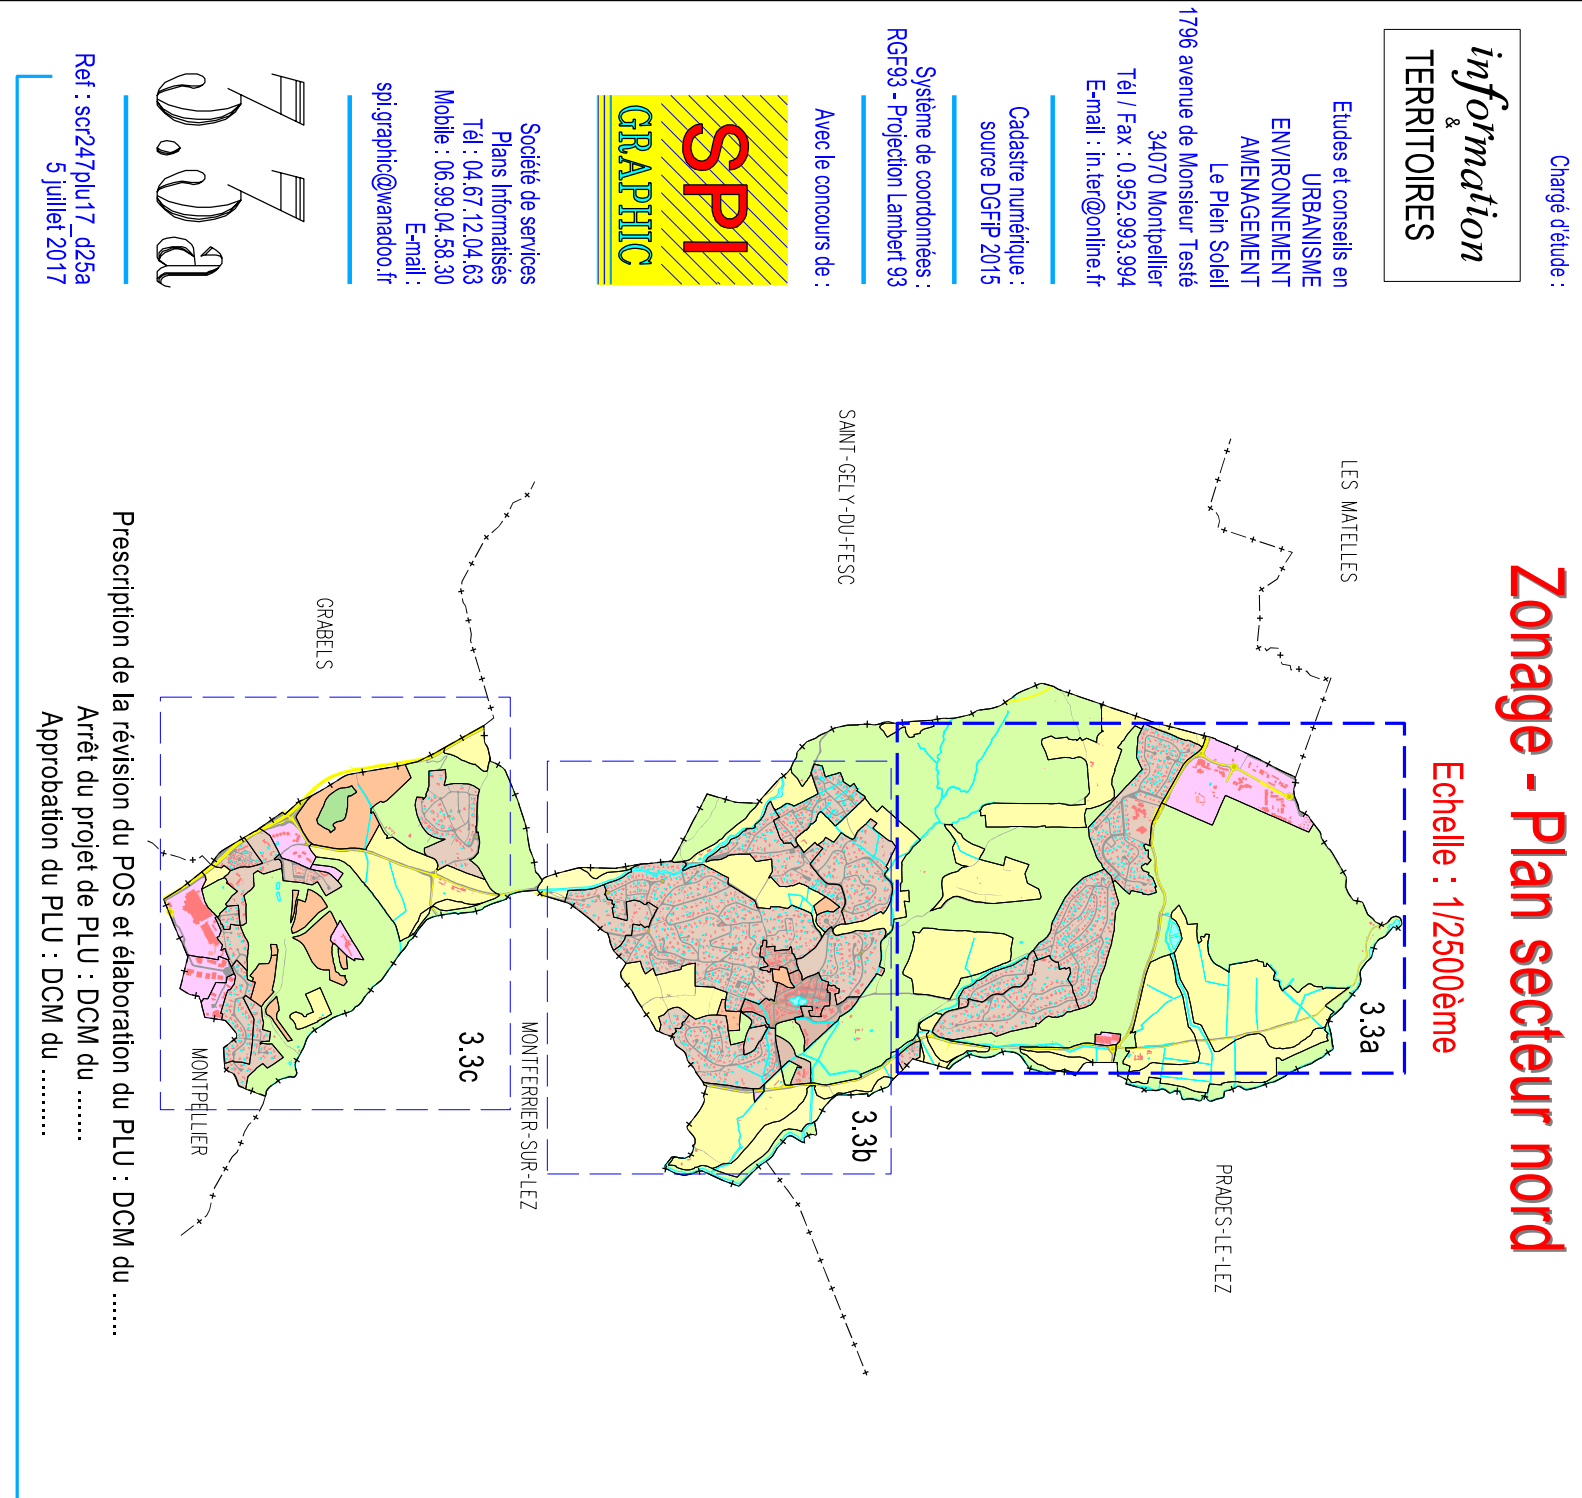 Zonage - Plan secteur nord
Echelle : 1/2500ème
Chargé d'étude :
information
&
TERRITOIRES
Etudes et conseils en
URBANISME
ENVIRONNEMENT
AMENAGEMENT
Le Plein Soleil
1796 avenue de Monsieur Testé
34070 Montpellier
Tél / Fax : 0.952.993.994
E-mail : in.ter@online.fr
Cadastre numérique :
source DGFiP 2015
Système de coordonnées :
RGF93 - Projection Lambert 93
Avec le concours de :
SPI
GRAPHIC
Société de services
Plans Informatisés
Tél : 04.67.12.04.63
Mobile : 06.99.04.58.30
E-mail :
spi.graphic@wanadoo.fr
3.3a
Ref : scr247plu17_d25a
5 juillet 2017
LES MATELLES
3.3a
PRADES-LE-LEZ
SAINT-GELY-DU-FESC
3.3b
MONTFERRIER-SUR-LEZ
3.3c
GRABELS
MONTPELLIER
Prescription de la révision du POS et élaboration du PLU : DCM du ......
Arrêt du projet de PLU : DCM du ........
Approbation du PLU : DCM du ..........